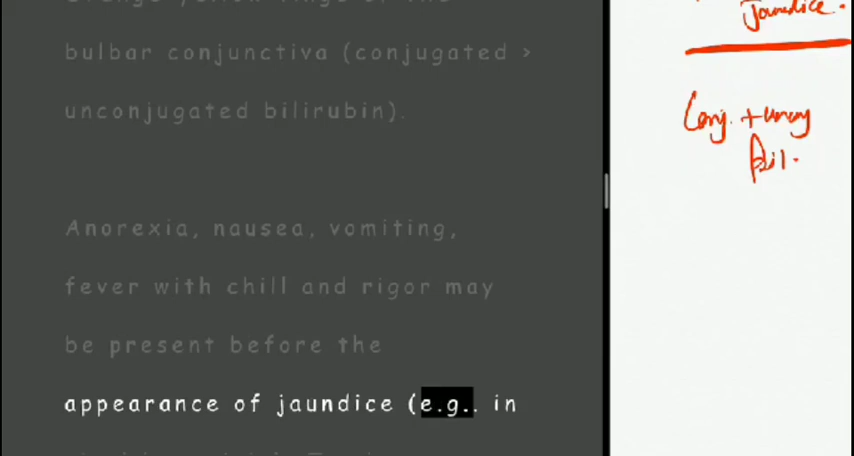 bulbar conjunctiva (conjugated >
unconjugated bilirubin).
Anorexia, nausea, vomiting,
fever with chill and rigor may
be present before the
appearance of jaundice (e.g.. in
Jaundice.
Conj. + uncoj
Bil.